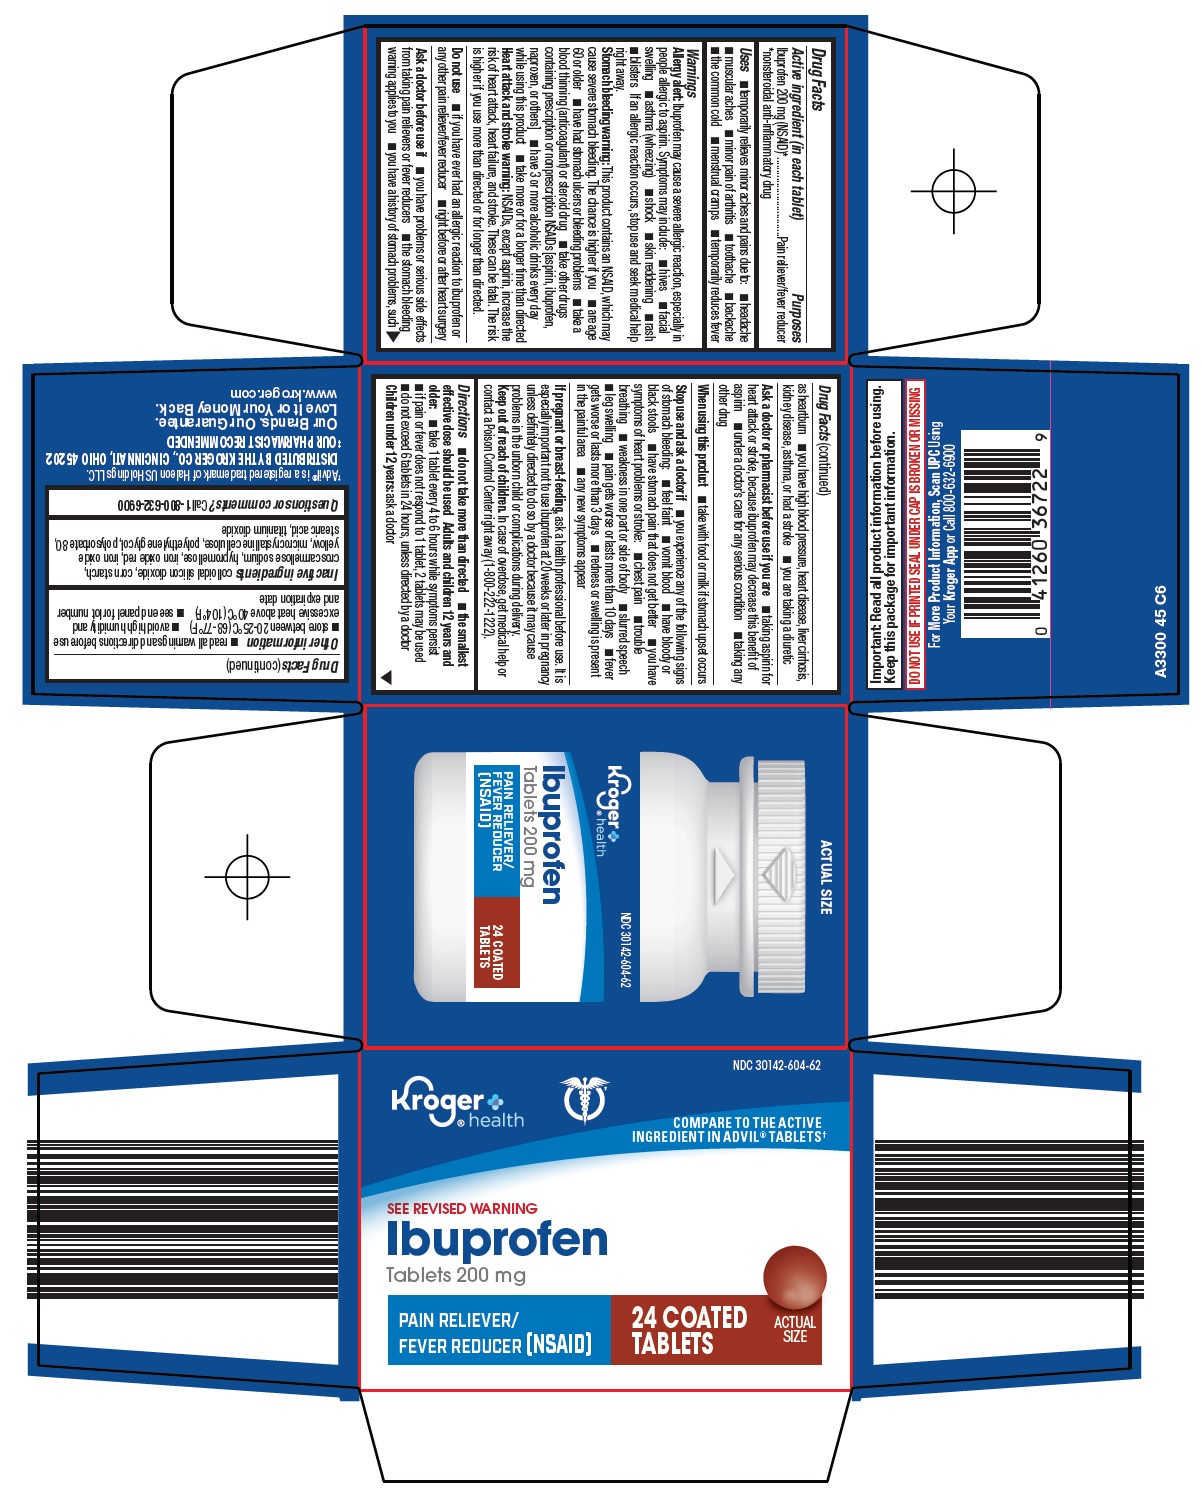 Drug Facts
Active ingredient (in each tablet) Purposes
Ibuprofen 200 mg (NSAID)* ........................ Pain reliever/fever reducer
*nonsteroidal anti-inflammatory drug
Uses ■ temporarily relieves minor aches and pains due to: ■ headache
■ muscular aches ■ minor pain of arthritis ■ toothache ■ backache
■ the common cold ■ menstrual cramps ■ temporarily reduces fever
Warnings
Allergy alert: Ibuprofen may cause a severe allergic reaction, especially in
people allergic to aspirin. Symptoms may include: ■ hives ■ facial
swelling ■ asthma (wheezing) ■ shock ■ skin reddening ■ rash
■ blisters If an allergic reaction occurs, stop use and seek medical help
right away.
Stomach bleeding warning: This product contains an NSAID, which may
cause severe stomach bleeding. The chance is higher if you ■ are age
60 or older ■ have had stomach ulcers or bleeding problems ■ take a
blood thinning (anticoagulant) or steroid drug ■ take other drugs
containing prescription or nonprescription NSAIDs [aspirin, ibuprofen,
naproxen, or others] ■ have 3 or more alcoholic drinks every day
while using this product ■ take more or for a longer time than directed
Heart attack and stroke warning: NSAIDs, except aspirin, increase the
risk of heart attack, heart failure, and stroke. These can be fatal. The risk
is higher if you use more than directed or for longer than directed.
Do not use ■ if you have ever had an allergic reaction to ibuprofen or
any other pain reliever/fever reducer ■ right before or after heart surgery
Ask a doctor before use if ■ you have problems or serious side effects
from taking pain relievers or fever reducers ■ the stomach bleeding
warning applies to you ■ you have a history of stomach problems, such
Drug Facts (continued)
as heartburn ■ you have high blood pressure, heart disease, liver cirrhosis,
kidney disease, asthma, or had a stroke ■ you are taking a diuretic
Ask a doctor or pharmacist before use if you are ■ taking aspirin for
heart attack or stroke, because ibuprofen may decrease this benefit of
aspirin ■ under a doctor's care for any serious condition ■ taking any
other drug
When using this product ■ take with food or milk if stomach upset occurs
Stop use and ask a doctor if ■ you experience any of the following signs
of stomach bleeding: ■ feel faint ■ vomit blood ■ have bloody or
black stools ■ have stomach pain that does not get better ■ you have
symptoms of heart problems or stroke: ■ chest pain ■ trouble
breathing ■ weakness in one part or side of body ■ slurred speech
■ leg swelling ■ pain gets worse or lasts more than 10 days ■ fever
gets worse or lasts more than 3 days ■ redness or swelling is present
in the painful area ■ any new symptoms appear
If pregnant or breast-feeding, ask a health professional before use. It is
especially important not to use ibuprofen at 20 weeks or later in pregnancy
unless definitely directed to do so by a doctor because it may cause
problems in the unborn child or complications during delivery.
Keep out of reach of children. In case of overdose, get medical help or
contact a Poison Control Center right away (1-800-222-1222).
Directions ■ do not take more than directed ■ the smallest
effective dose should be used Adults and children 12 years and
older: ■ take 1 tablet every 4 to 6 hours while symptoms persist
■ if pain or fever does not respond to 1 tablet, 2 tablets may be used
■ do not exceed 6 tablets in 24 hours, unless directed by a doctor
Children under 12 years: ask a doctor
Drug Facts (continued)
Other information ■ read all warnings and directions before use
■ store between 20-25°C (68-77°F) ■ avoid high humidity and
excessive heat above 40°C (104°F) ■ see end panel for lot number
and expiration date
Inactive ingredients colloidal silicon dioxide, corn starch,
croscarmellose sodium, hypromellose, iron oxide red, iron oxide
yellow, microcrystalline cellulose, polyethylene glycol, polysorbate 80,
stearic acid, titanium dioxide
Questions or comments? Call 1-800-632-6900
†Advil® is a registered trademark of Haleon US Holdings LLC.
DISTRIBUTED BY THE KROGER CO., CINCINNATI, OHIO 45202
‡ OUR PHARMACIST RECOMMENDED
Our Brands. Our Guarantee.
Love It or Your Money Back.
www.kroger.com
Important: Read all product information before using.
Keep this package for important information.
DO NOT USE IF PRINTED SEAL UNDER CAP IS BROKEN OR MISSING
For More Product Information, Scan UPC Using
Your Kroger App or Call 800-632-6900
0 41260 36722 9
A3300 45 C6
ACTUAL SIZE
Kroger
® health
NDC 30142-604-62
Ibuprofen
Tablets 200 mg
PAIN RELIEVER/
FEVER REDUCER
(NSAID)
24 COATED
TABLETS
NDC 30142-604-62
Kroger
® health
COMPARE TO THE ACTIVE
INGREDIENT IN ADVIL® TABLETS†
SEE REVISED WARNING
Ibuprofen
Tablets 200 mg
PAIN RELIEVER/
FEVER REDUCER (NSAID)
24 COATED
TABLETS
ACTUAL
SIZE